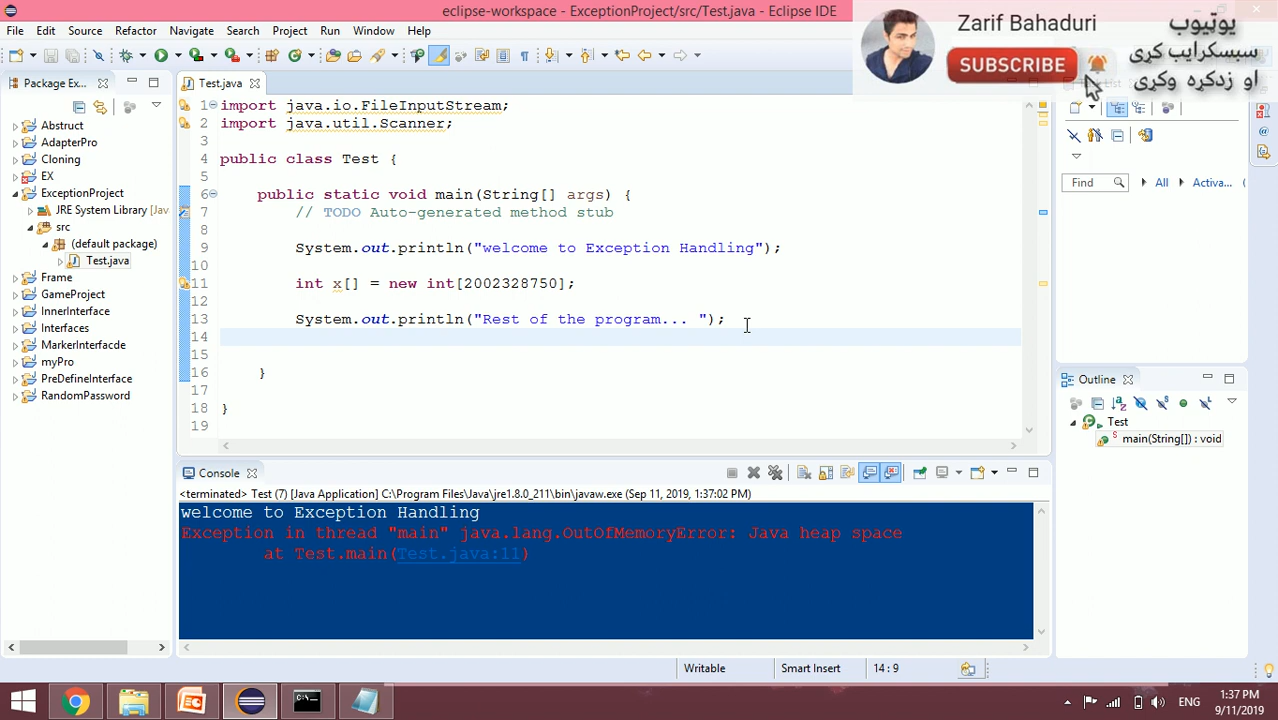 eclipse-workspace - ExceptionProject/src/Test.java - Eclipse IDE
File Edit Source Refactor Navigate Search Project Run Window Help
Zarif Bahaduri
SUBSCRIBE
یوټیوب
سبسکرایب کړی
او زدکړه وکړی
Package Ex...
Abstruct
AdapterPro
Cloning
EX
ExceptionProject
JRE System Library [Jav
src
(default package)
Test.java
Frame
GameProject
InnerInterface
Interfaces
MarkerInterfacde
myPro
PreDefineInterface
RandomPassword
Test.java
1 import java.io.FileInputStream;
2 import java.util.Scanner;
3
4 public class Test {
5
6 public static void main(String[] args) {
7 // TODO Auto-generated method stub
8
9 System.out.println("welcome to Exception Handling");
10
11 int x[] = new int[2002328750];
12
13 System.out.println("Rest of the program... ");
14
15
16 }
17
18 }
19
Find All Activa...
Outline
Test
main(String[]) : void
Console
<terminated> Test (7) [Java Application] C:\Program Files\Java\jre1.8.0_211\bin\javaw.exe (Sep 11, 2019, 1:37:02 PM)
welcome to Exception Handling
Exception in thread "main" java.lang.OutOfMemoryError: Java heap space
at Test.main(Test.java:11)
Writable Smart Insert 14 : 9
ENG
1:37 PM
9/11/2019